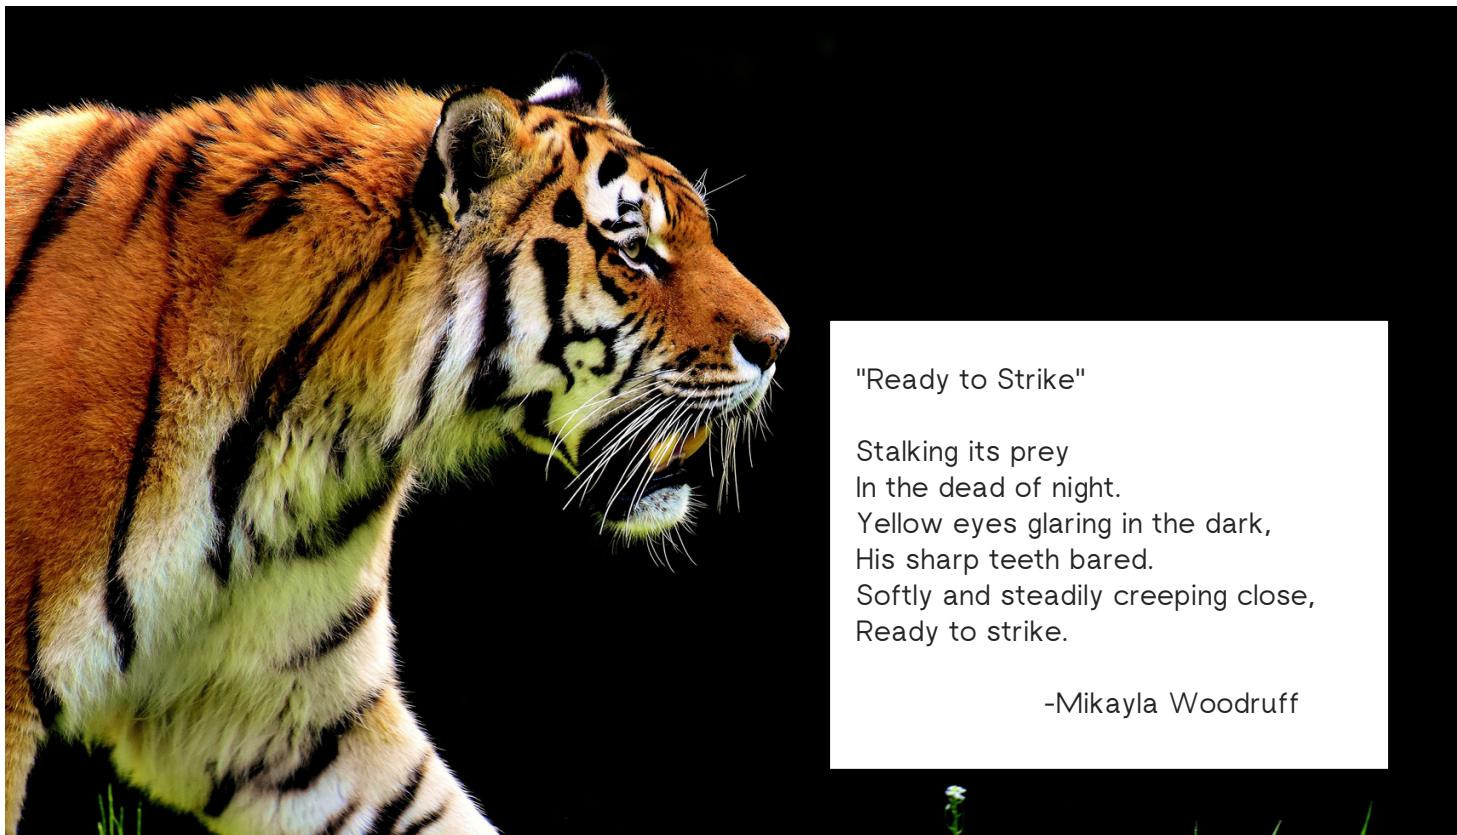 "Ready to Strike"
Stalking its prey
In the dead of night.
Yellow eyes glaring in the dark,
His sharp teeth bared.
Softly and steadily creeping close,
Ready to strike.
-Mikayla Woodruff